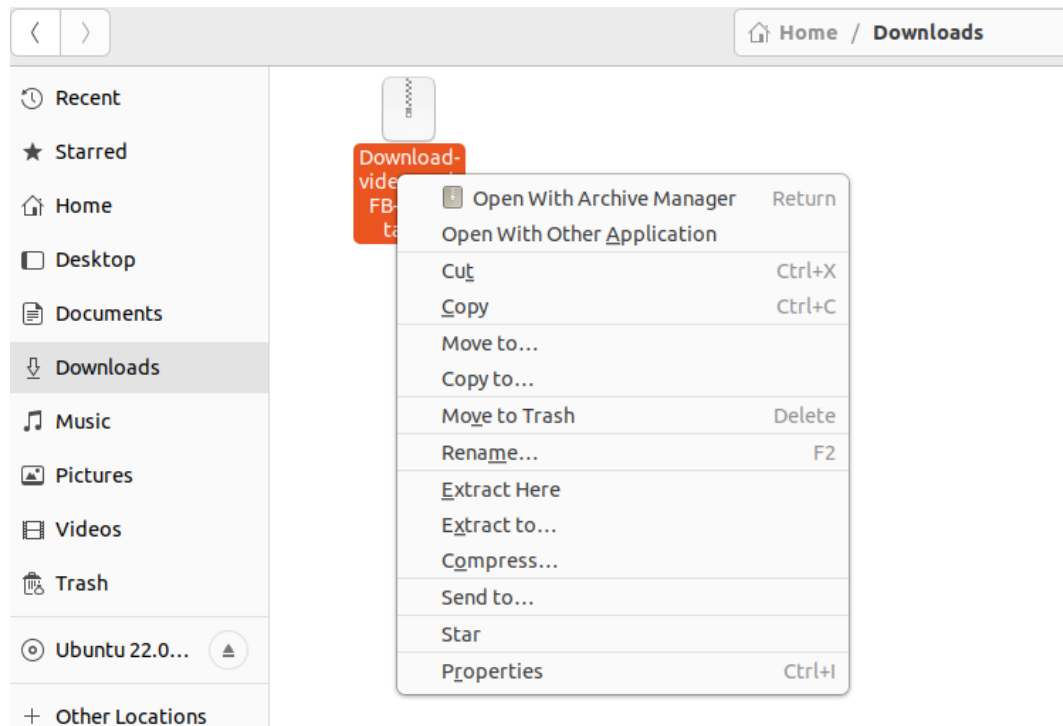 Home / Downloads
Recent
Starred
Home
Desktop
Documents
Downloads
Music
Pictures
Videos
Trash
Ubuntu 22.0...
+ Other Locations
Download-
vide
FB-
ta
Open With Archive Manager Return
Open With Other Application
Cut Ctrl+X
Copy Ctrl+C
Move to...
Copy to...
Move to Trash Delete
Rename... F2
Extract Here
Extract to...
Compress...
Send to...
Star
Properties Ctrl+I